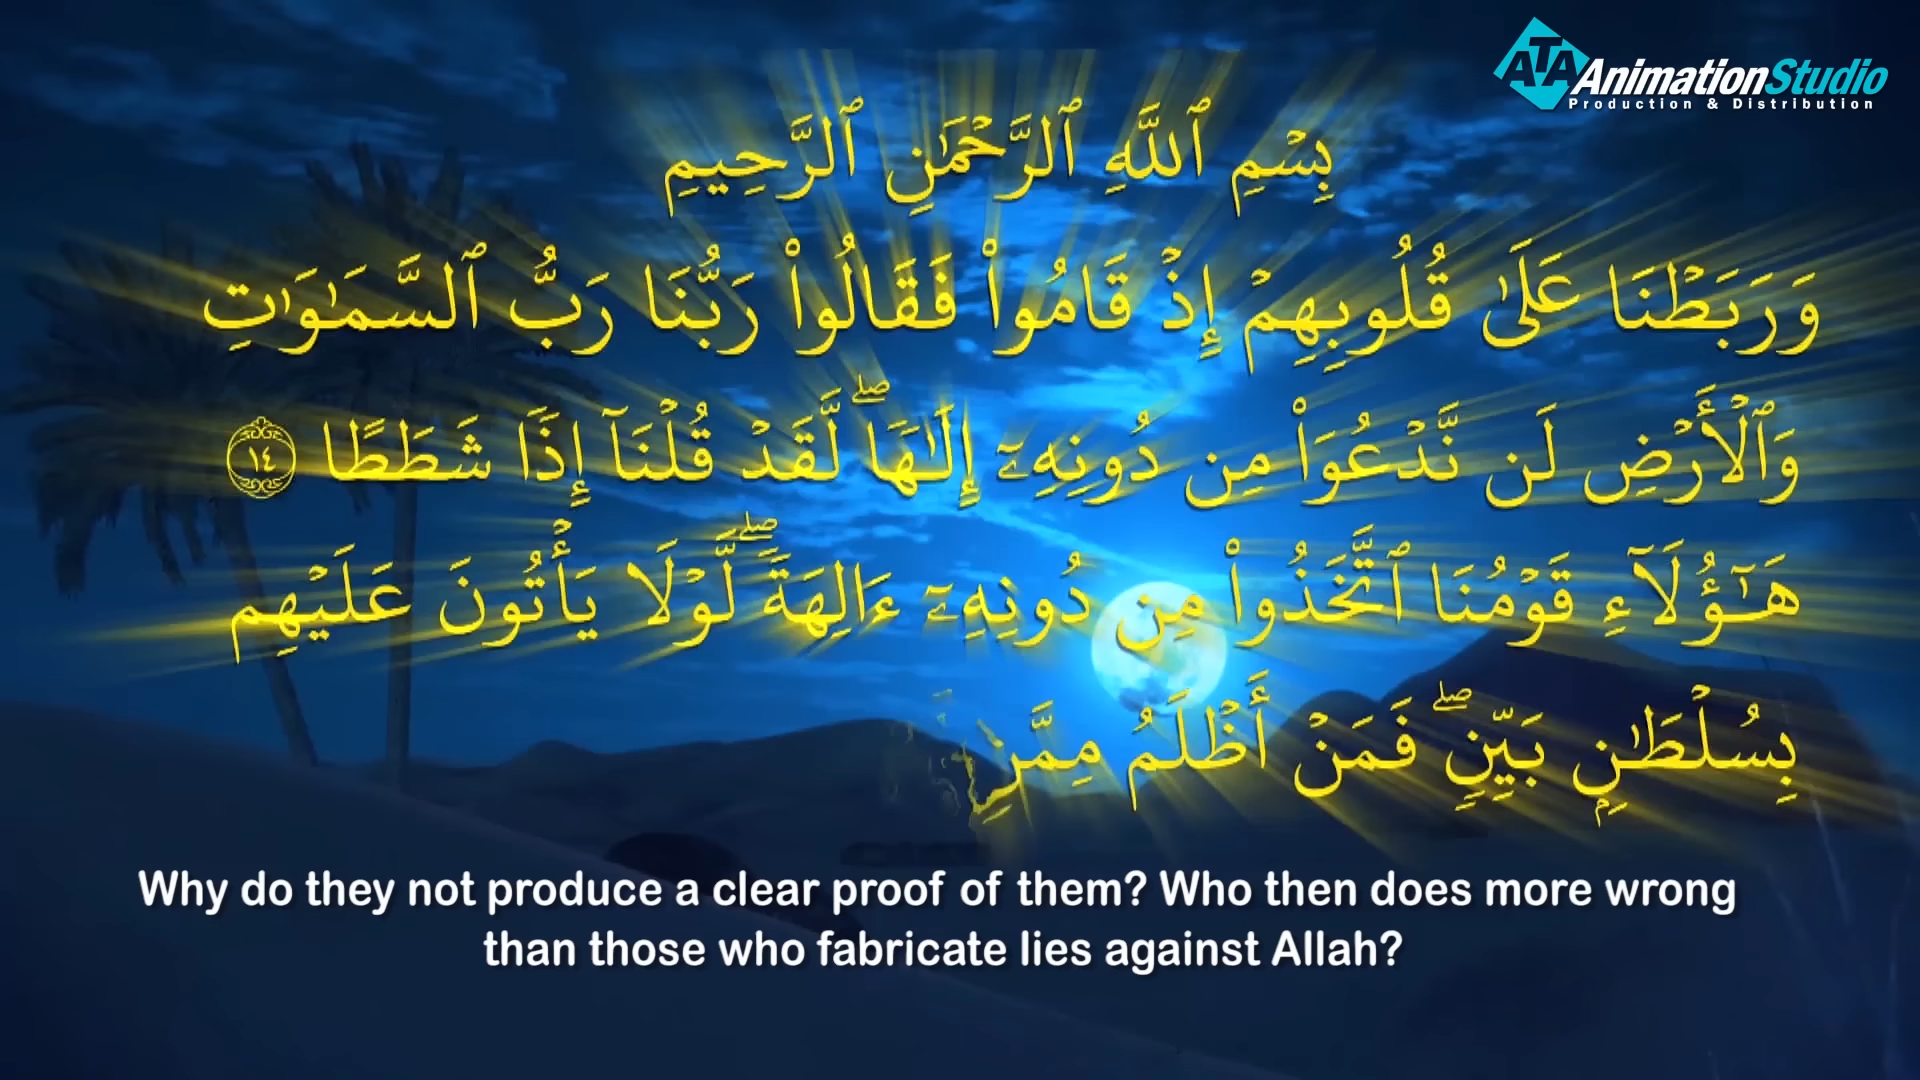 ATA AnimationStudio
Production & Distribution
بِسْمِ ٱللَّهِ ٱلرَّحْمَٰنِ ٱلرَّحِيمِ
وَرَبَطْنَا عَلَىٰ قُلُوبِهِمْ إِذْ قَامُوا۟ فَقَالُوا۟ رَبُّنَا رَبُّ ٱلسَّمَٰوَٰتِ
وَٱلْأَرْضِ لَن نَّدْعُوَا۟ مِن دُونِهِۦٓ إِلَٰهًا ۖ لَّقَدْ قُلْنَآ إِذًا شَطَطًا ١٤
هَٰٓؤُلَآءِ قَوْمُنَا ٱتَّخَذُوا۟ مِن دُونِهِۦٓ ءَالِهَةً ۖ لَّوْلَا يَأْتُونَ عَلَيْهِم
بِسُلْطَٰنٍۭ بَيِّنٍ ۖ فَمَنْ أَظْلَمُ مِمَّنِ
Why do they not produce a clear proof of them? Who then does more wrong
than those who fabricate lies against Allah?